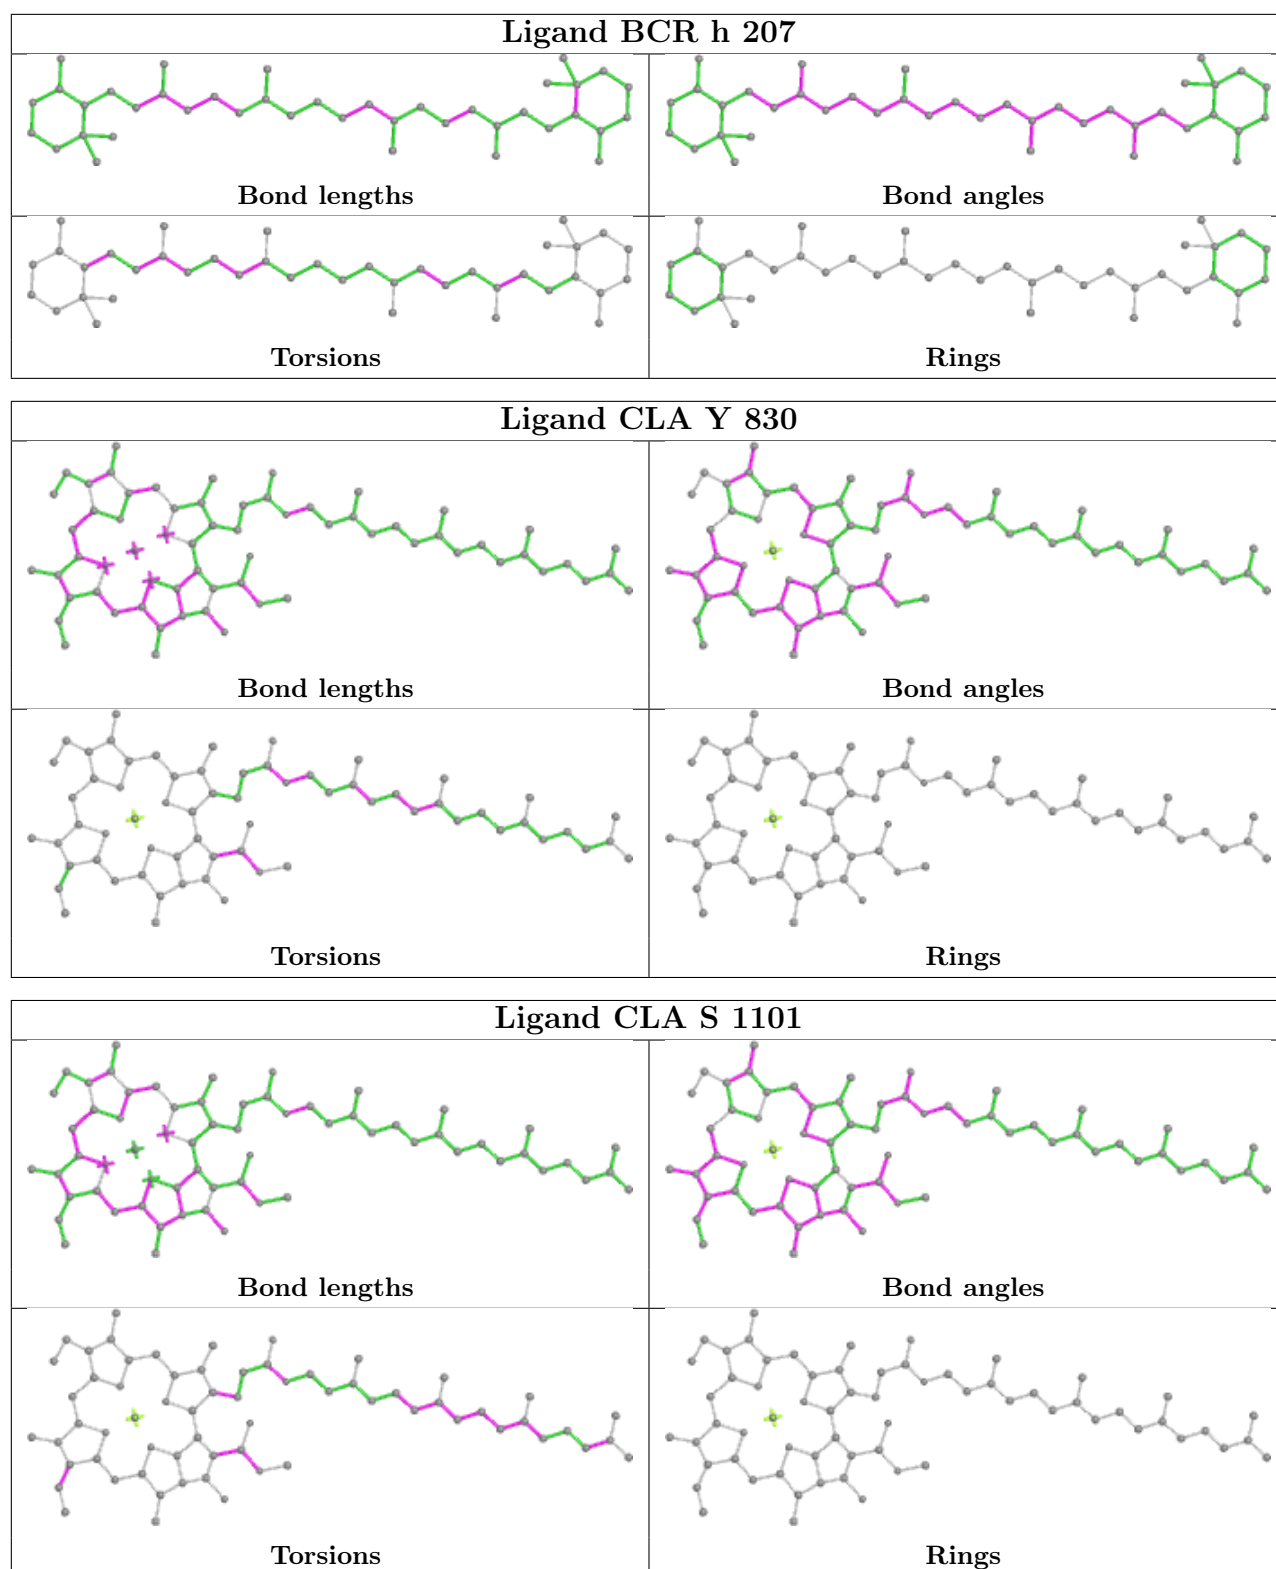 Ligand BCR h 207
Bond lengths
Bond angles
Torsions
Rings
Ligand CLA Y 830
Bond lengths
Bond angles
Torsions
Rings
Ligand CLA S 1101
Bond lengths
Bond angles
Torsions
Rings